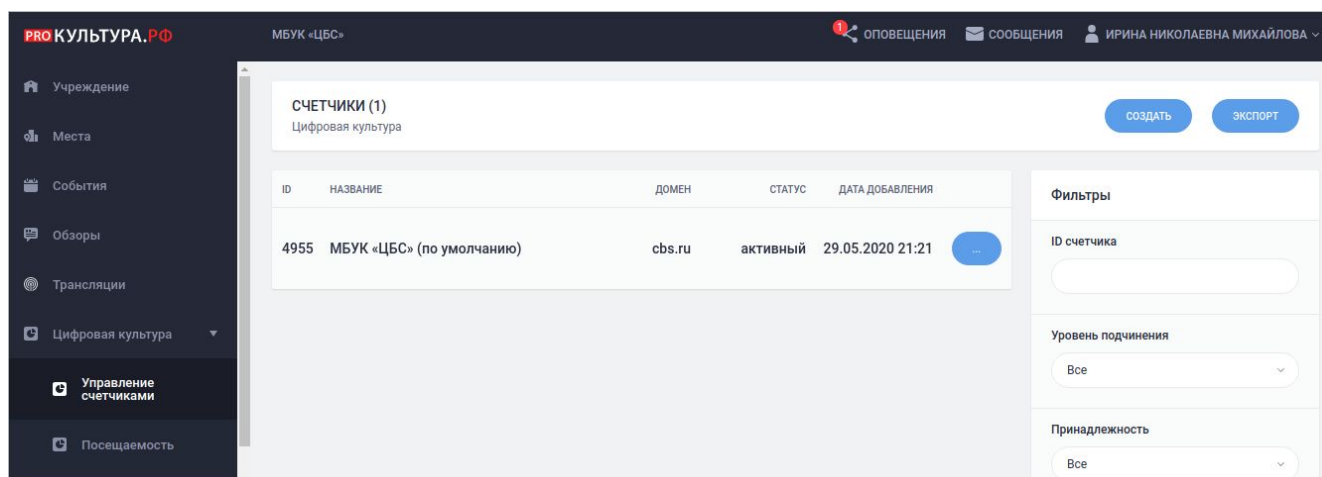 PRO КУЛЬТУРА.РФ
МБУК «ЦБС»
1
ОПОВЕЩЕНИЯ
СООБЩЕНИЯ
ИРИНА НИКОЛАЕВНА МИХАЙЛОВА
Учреждение
Места
События
Обзоры
Трансляции
Цифровая культура
Управление
счетчиками
Посещаемость
СЧЕТЧИКИ (1)
Цифровая культура
СОЗДАТЬ
ЭКСПОРТ
ID НАЗВАНИЕ ДОМЕН СТАТУС ДАТА ДОБАВЛЕНИЯ
4955 МБУК «ЦБС» (по умолчанию) cbs.ru активный 29.05.2020 21:21 ...
Фильтры
ID счетчика
Уровень подчинения
Все
Принадлежность
Все